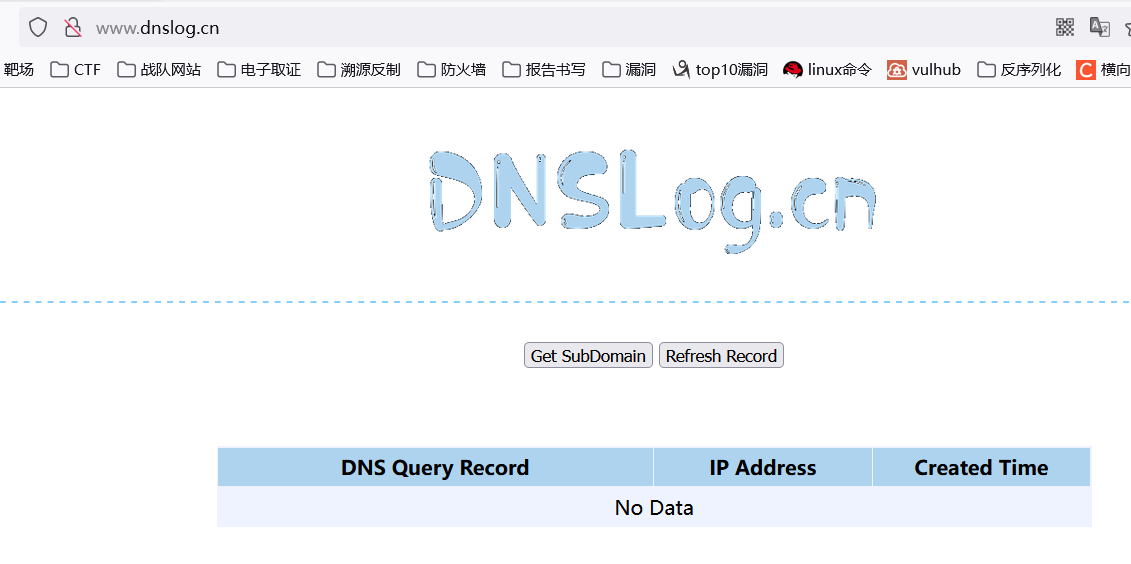 www.dnslog.cn
靶场 CTF 战队网站 电子取证 溯源反制 防火墙 报告书写 漏洞 top10漏洞 linux命令 vulhub 反序列化 C 横向
DNSLog.cn
Get SubDomain Refresh Record
DNS Query Record IP Address Created Time
No Data